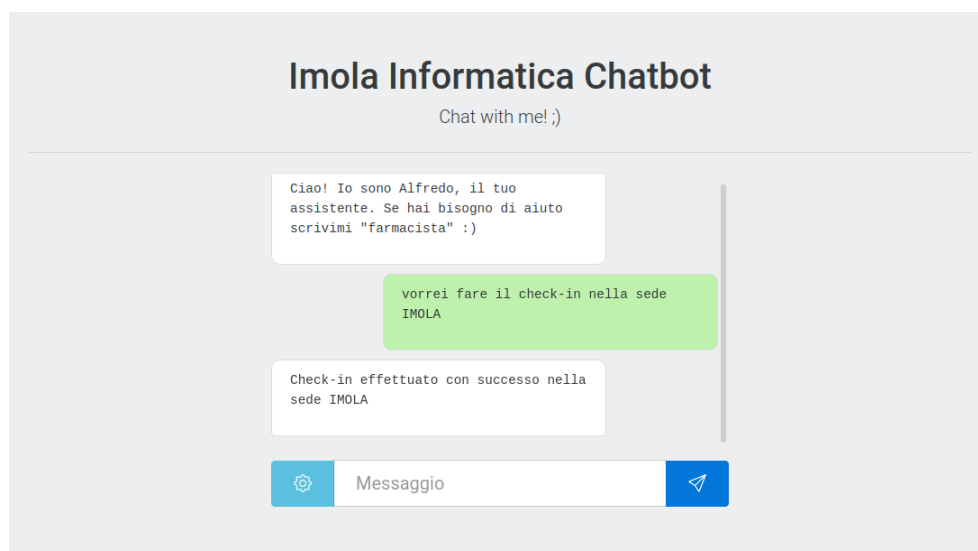 Imola Informatica Chatbot
Chat with me! ;)
Ciao! Io sono Alfredo, il tuo
assistente. Se hai bisogno di aiuto
scrivimi "farmacista" :)
vorrei fare il check-in nella sede
IMOLA
Check-in effettuato con successo nella
sede IMOLA
Messaggio